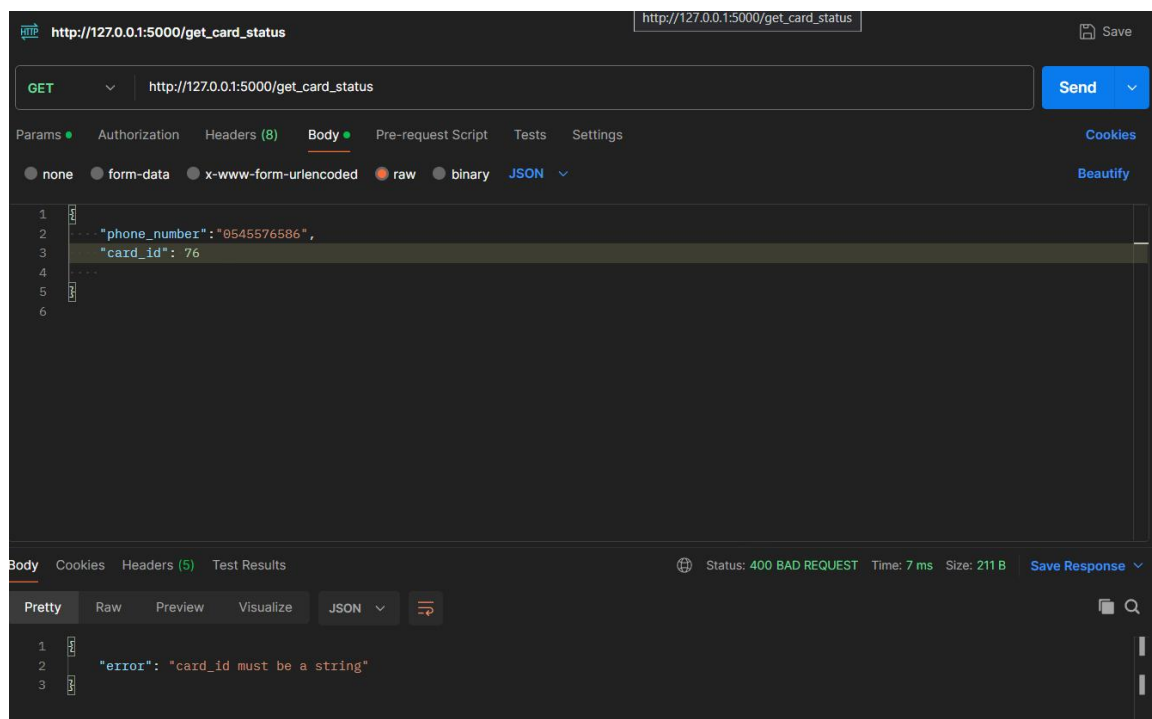 HTTP http://127.0.0.1:5000/get_card_status
http://127.0.0.1:5000/get_card_status
Save
GET http://127.0.0.1:5000/get_card_status
Send
Params Authorization Headers (8) Body Pre-request Script Tests Settings Cookies
none form-data x-www-form-urlencoded raw binary JSON Beautify
1 {
2 "phone_number":"0545576586",
3 "card_id": 76
4
5 }
6
Body Cookies Headers (5) Test Results Status: 400 BAD REQUEST Time: 7 ms Size: 211 B Save Response
Pretty Raw Preview Visualize JSON
1 {
2 "error": "card_id must be a string"
3 }